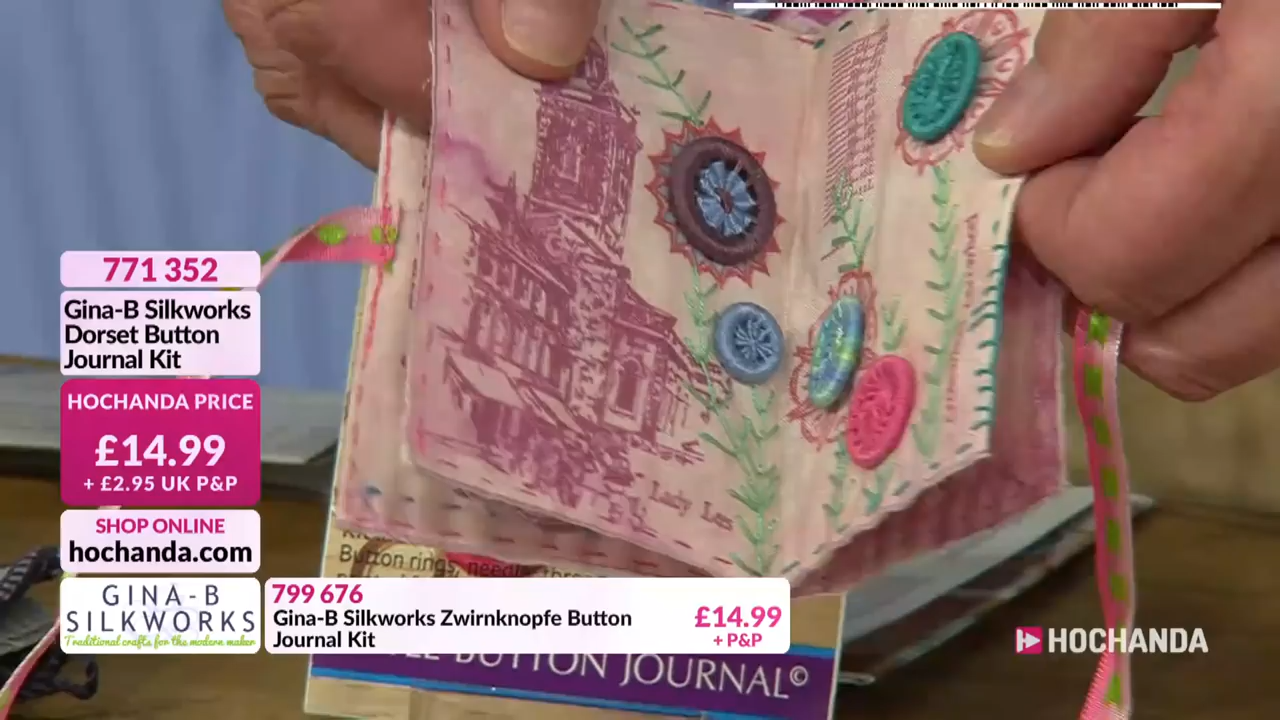 771 352
Gina-B Silkworks
Dorset Button
Journal Kit
HOCHANDA PRICE
£14.99
+ £2.95 UK P&P
SHOP ONLINE
hochanda.com
GINA-B
SILKWORKS
Traditional crafts for the modern maker
799 676
Gina-B Silkworks Zwirnknopfe Button
Journal Kit
£14.99
+ P&P
HOCHANDA
Lady Les
Button rings, needle, thre
BUTTON JOURNAL©